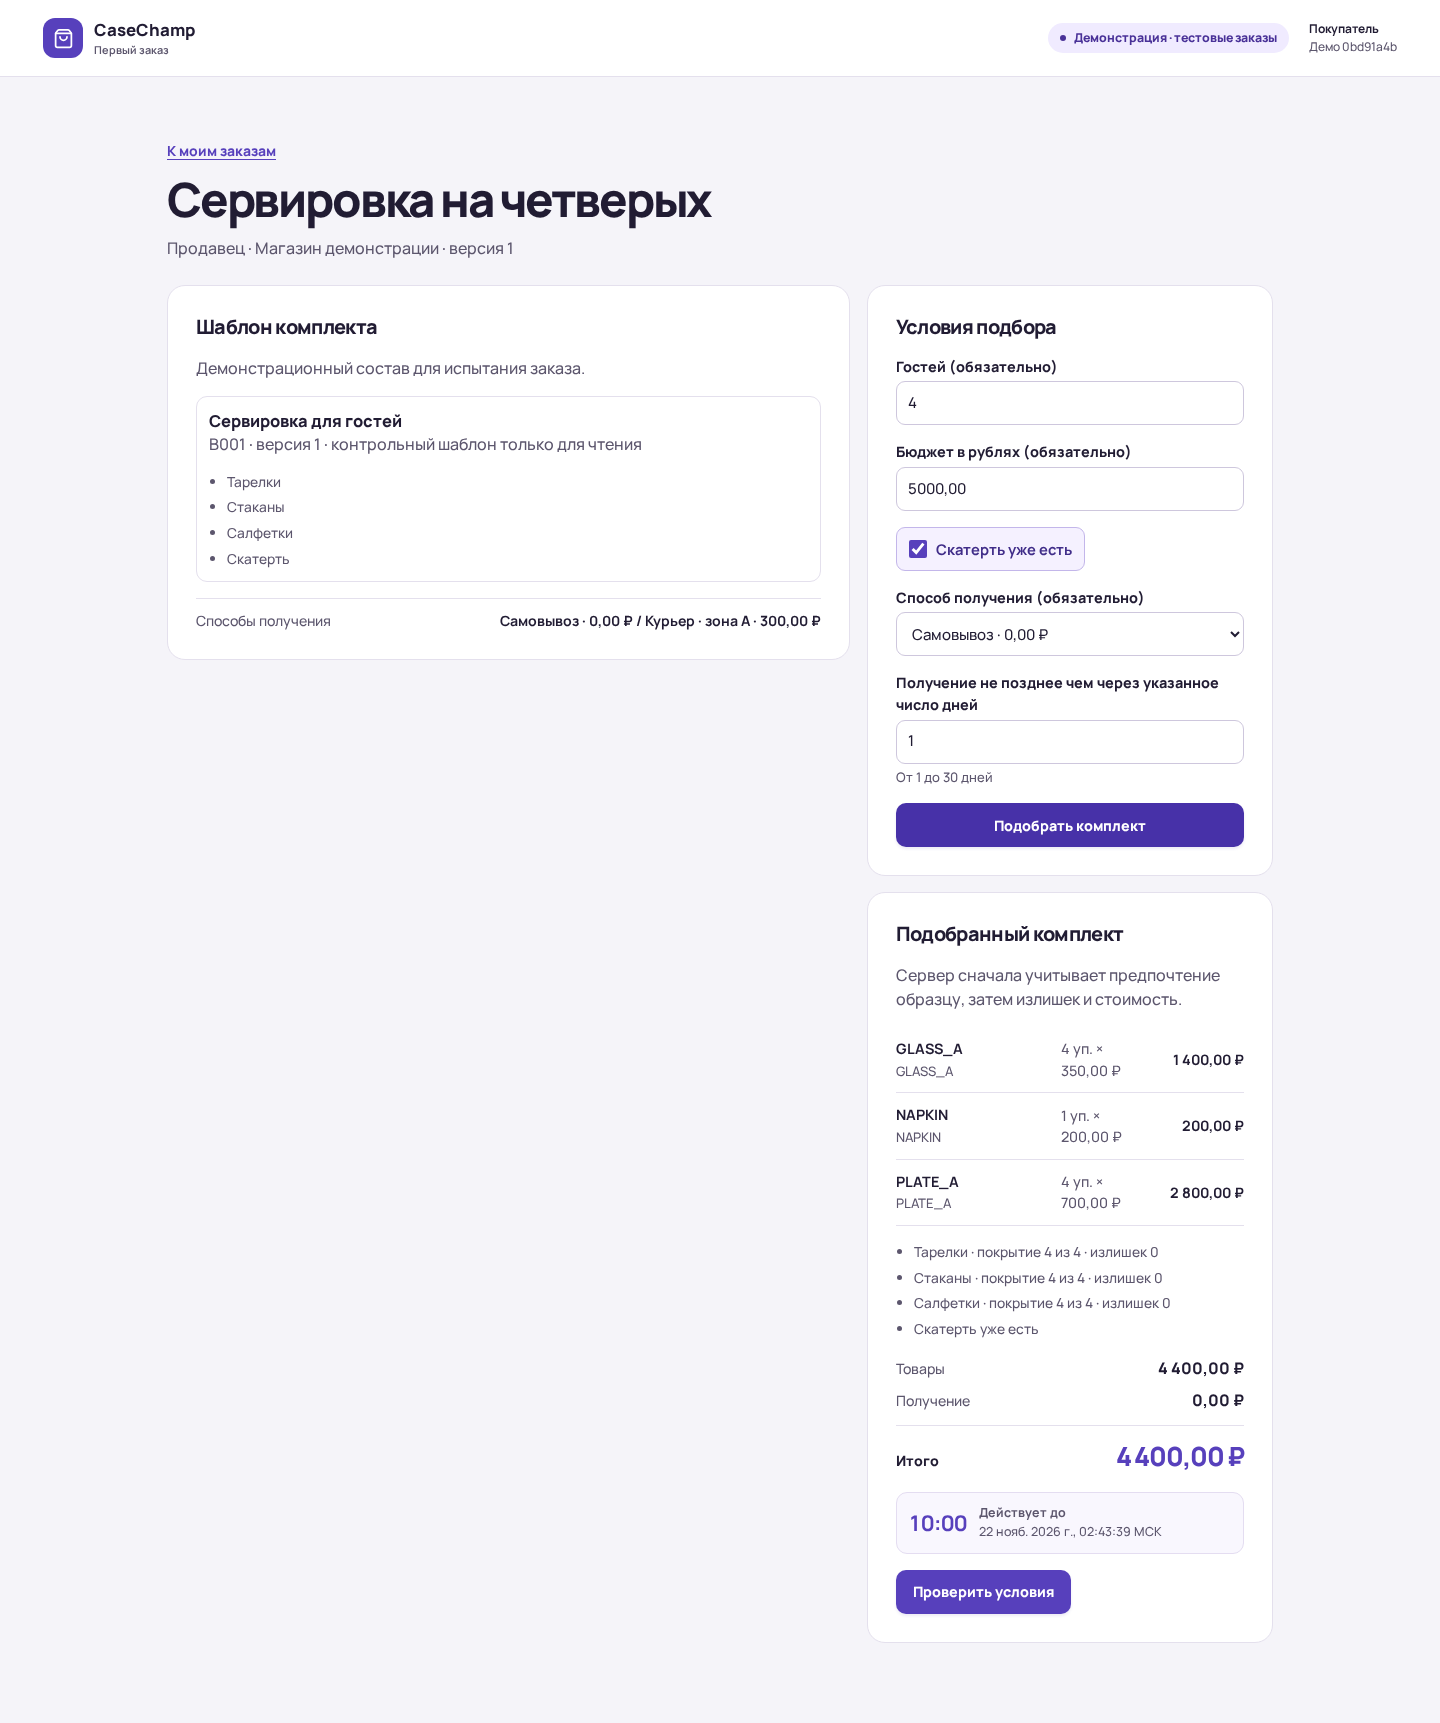 CaseChamp
Первый заказ
Демонстрация · тестовые заказы
Покупатель
Демо 0bd91a4b
К моим заказам
Сервировка на четверых
Продавец · Магазин демонстрации · версия 1
Шаблон комплекта
Демонстрационный состав для испытания заказа.
Сервировка для гостей
B001 · версия 1 · контрольный шаблон только для чтения
Тарелки
Стаканы
Салфетки
Скатерть
Способы получения
Самовывоз · 0,00 ₽ / Курьер · зона A · 300,00 ₽
Условия подбора
Гостей (обязательно)
4
Бюджет в рублях (обязательно)
5000,00
Скатерть уже есть
Способ получения (обязательно)
Самовывоз · 0,00 ₽
Получение не позднее чем через указанное
число дней
1
От 1 до 30 дней
Подобрать комплект
Подобранный комплект
Сервер сначала учитывает предпочтение
образцу, затем излишек и стоимость.
GLASS_A
GLASS_A
4 уп. ×
350,00 ₽
1 400,00 ₽
NAPKIN
NAPKIN
1 уп. ×
200,00 ₽
200,00 ₽
PLATE_A
PLATE_A
4 уп. ×
700,00 ₽
2 800,00 ₽
Тарелки · покрытие 4 из 4 · излишек 0
Стаканы · покрытие 4 из 4 · излишек 0
Салфетки · покрытие 4 из 4 · излишек 0
Скатерть уже есть
Товары
4 400,00 ₽
Получение
0,00 ₽
Итого
4 400,00 ₽
10:00
Действует до
22 нояб. 2026 г., 02:43:39 МСК
Проверить условия